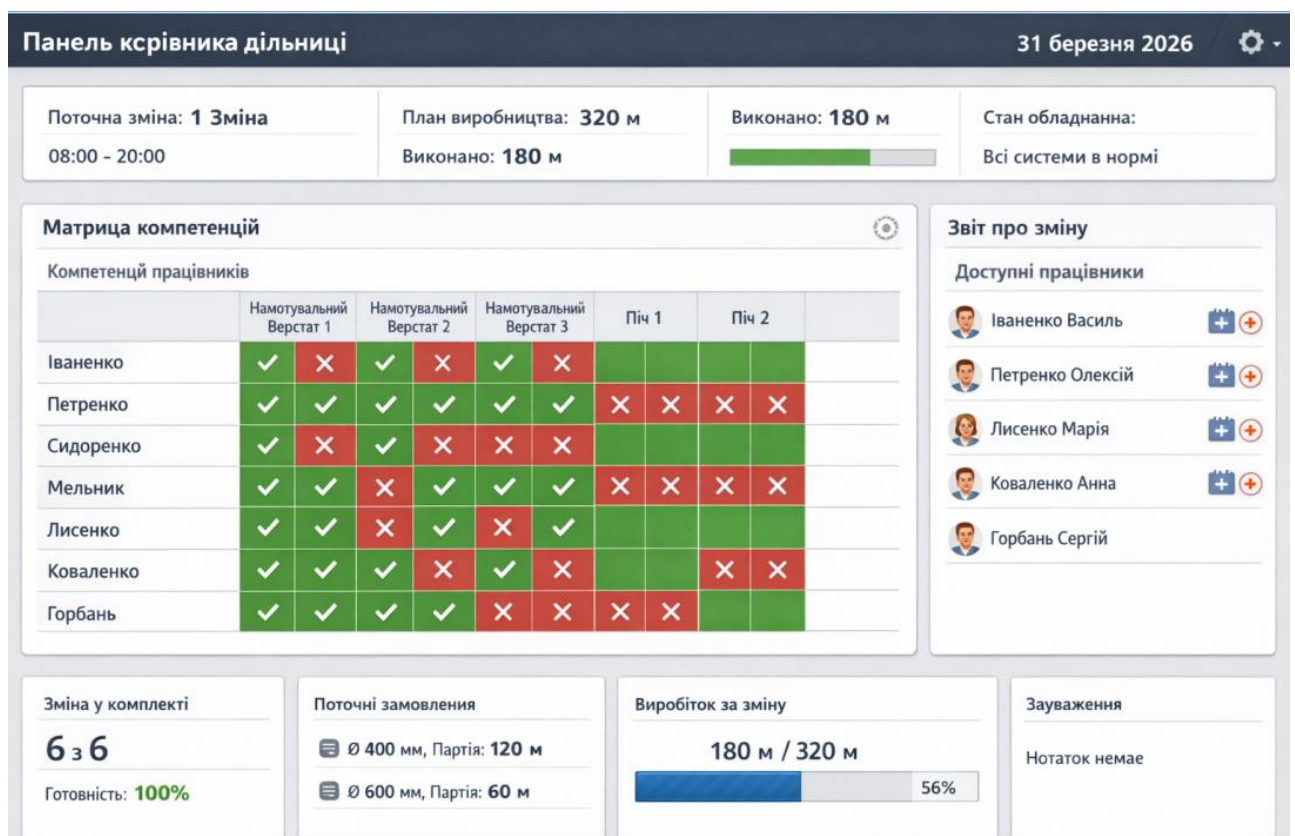 Панель ксрівника дільниці
31 березня 2026
Поточна зміна: 1 Зміна
08:00 - 20:00
План виробництва: 320 м
Виконано: 180 м
Виконано: 180 м
Стан обладнанна:
Всі системи в нормі
Матрица компетенцій
Компетенцй працівників
Намотувальний Верстат 1
Намотувальний Верстат 2
Намотувальний Верстат 3
Піч 1
Піч 2
Іваненко
Петренко
Сидоренко
Мельник
Лисенко
Коваленко
Горбань
Звіт про зміну
Доступні працівники
Іваненко Василь
Петренко Олексій
Лисенко Марія
Коваленко Анна
Горбань Сергій
Зміна у комплекті
6 з 6
Готовність: 100%
Поточні замовлення
Ø 400 мм, Партія: 120 м
Ø 600 мм, Партія: 60 м
Виробіток за зміну
180 м / 320 м
56%
Зауваження
Нотаток немає